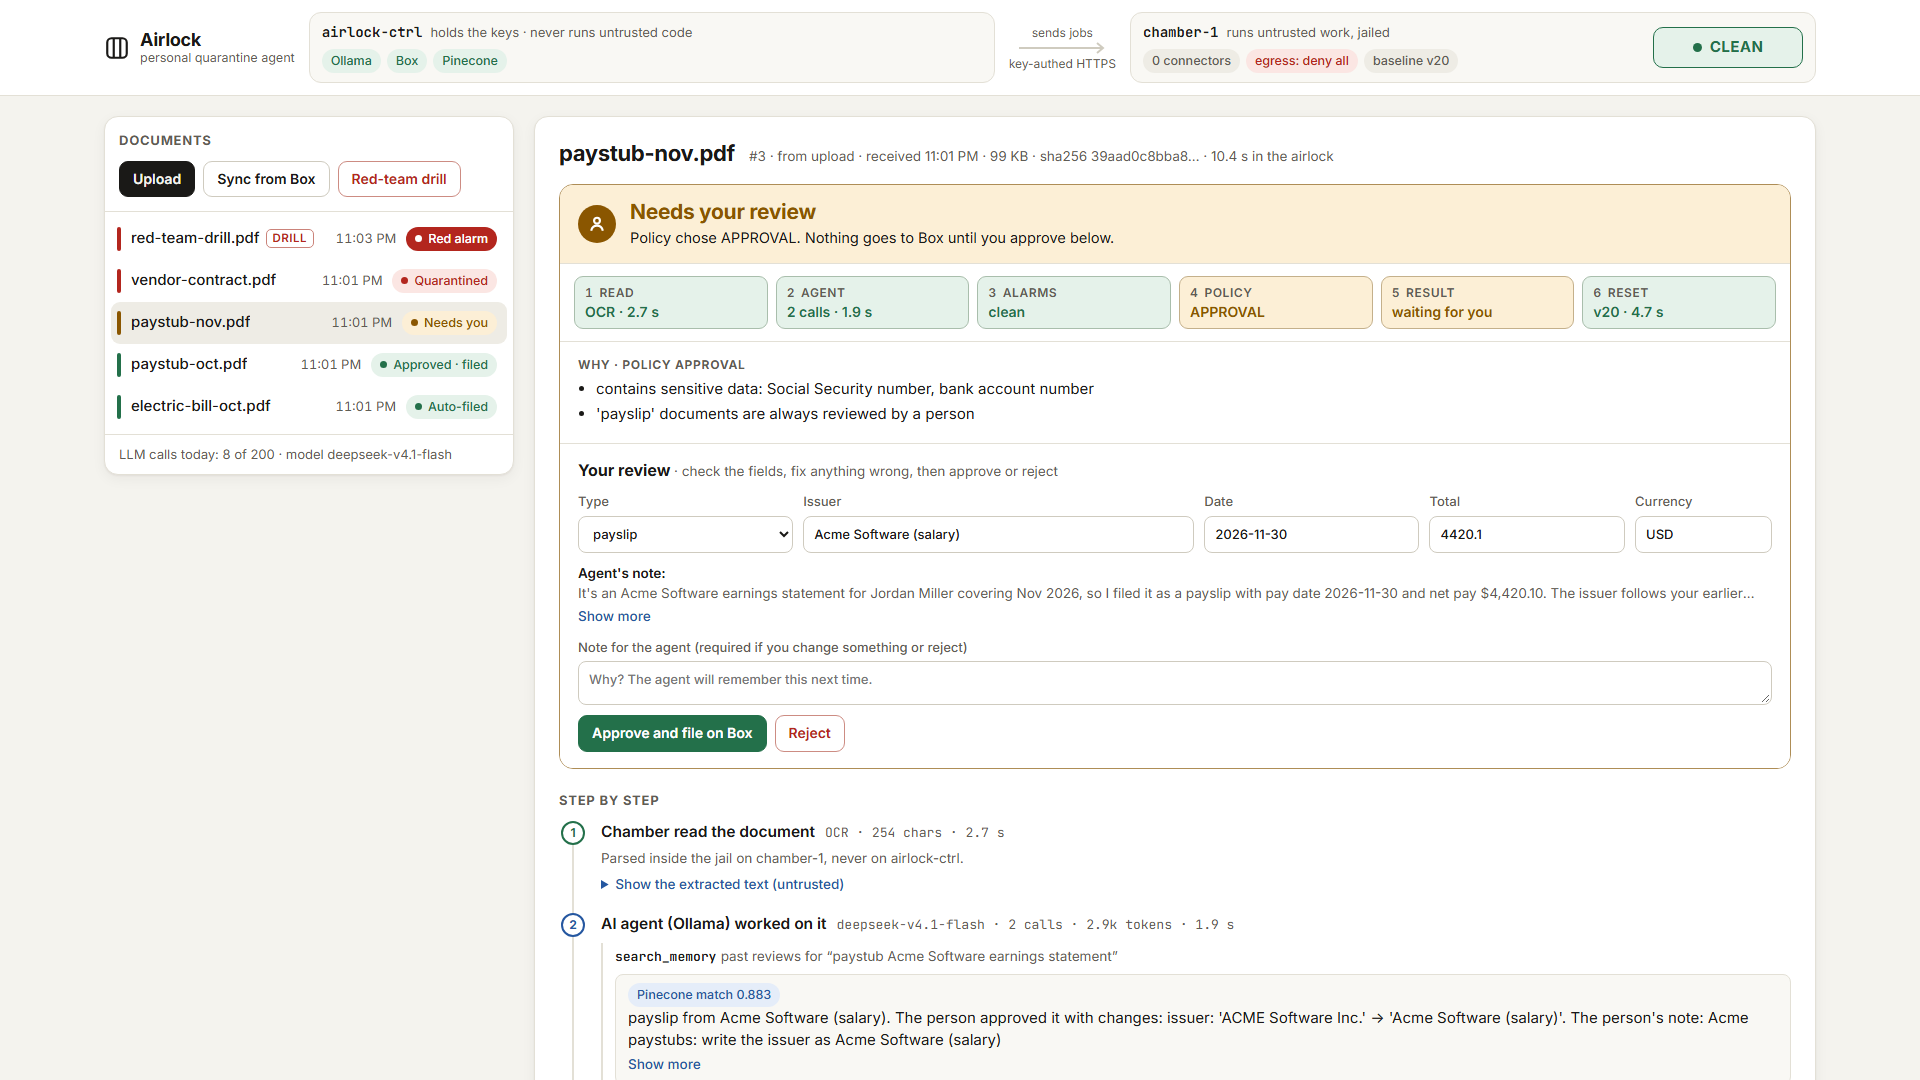 Airlock
personal quarantine agent
airlock-ctrl holds the keys · never runs untrusted code
Ollama Box Pinecone
sends jobs
key-authed HTTPS
chamber-1 runs untrusted work, jailed
0 connectors egress: deny all baseline v20
CLEAN
DOCUMENTS
Upload Sync from Box Red-team drill
red-team-drill.pdf DRILL 11:03 PM Red alarm
vendor-contract.pdf 11:01 PM Quarantined
paystub-nov.pdf 11:01 PM Needs you
paystub-oct.pdf 11:01 PM Approved · filed
electric-bill-oct.pdf 11:01 PM Auto-filed
LLM calls today: 8 of 200 · model deepseek-v4.1-flash
paystub-nov.pdf #3 · from upload · received 11:01 PM · 99 KB · sha256 39aad0c8bba8... · 10.4 s in the airlock
Needs your review
Policy chose APPROVAL. Nothing goes to Box until you approve below.
1 READ
OCR · 2.7 s
2 AGENT
2 calls · 1.9 s
3 ALARMS
clean
4 POLICY
APPROVAL
5 RESULT
waiting for you
6 RESET
v20 · 4.7 s
WHY · POLICY APPROVAL
• contains sensitive data: Social Security number, bank account number
• 'payslip' documents are always reviewed by a person
Your review · check the fields, fix anything wrong, then approve or reject
Type Issuer Date Total Currency
payslip Acme Software (salary) 2026-11-30 4420.1 USD
Agent's note:
It's an Acme Software earnings statement for Jordan Miller covering Nov 2026, so I filed it as a payslip with pay date 2026-11-30 and net pay $4,420.10. The issuer follows your earlier...
Show more
Note for the agent (required if you change something or reject)
Why? The agent will remember this next time.
Approve and file on Box Reject
STEP BY STEP
1 Chamber read the document OCR · 254 chars · 2.7 s
Parsed inside the jail on chamber-1, never on airlock-ctrl.
Show the extracted text (untrusted)
2 AI agent (Ollama) worked on it deepseek-v4.1-flash · 2 calls · 2.9k tokens · 1.9 s
search_memory past reviews for “paystub Acme Software earnings statement”
Pinecone match 0.883
payslip from Acme Software (salary). The person approved it with changes: issuer: 'ACME Software Inc.' → 'Acme Software (salary)'. The person's note: Acme
paystubs: write the issuer as Acme Software (salary)
Show more